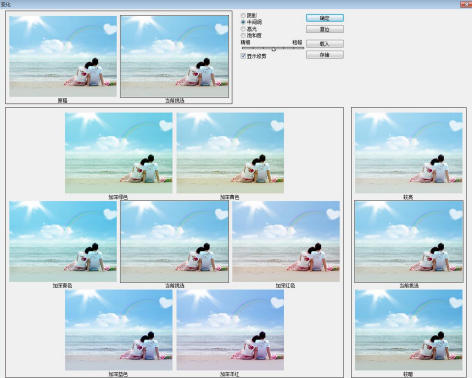 变化
原稿
当前挑选
阴影
中间调
高光
饱和度
精细 粗糙
显示修剪
确定
复位
载入
存储
加深绿色
加深黄色
较亮
加深青色
当前挑选
加深红色
当前挑选
加深蓝色
加深洋红
较暗